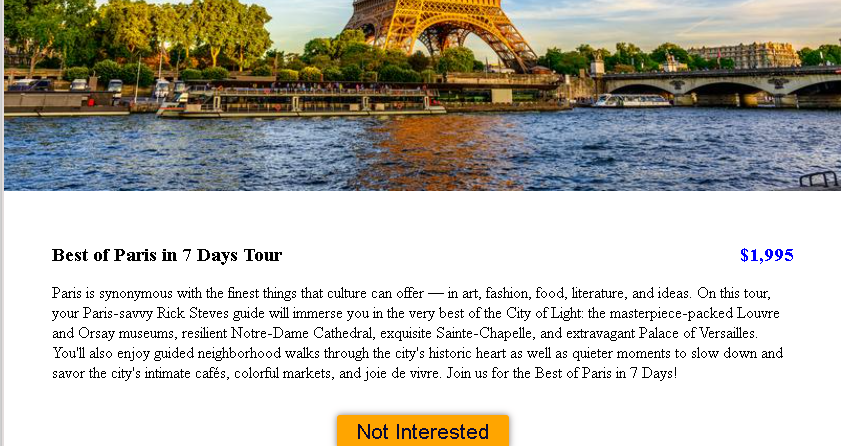 Best of Paris in 7 Days Tour $1,995
Paris is synonymous with the finest things that culture can offer — in art, fashion, food, literature, and ideas. On this tour,
your Paris-savvy Rick Steves guide will immerse you in the very best of the City of Light: the masterpiece-packed Louvre
and Orsay museums, resilient Notre-Dame Cathedral, exquisite Sainte-Chapelle, and extravagant Palace of Versailles.
You'll also enjoy guided neighborhood walks through the city's historic heart as well as quieter moments to slow down and
savor the city's intimate cafés, colorful markets, and joie de vivre. Join us for the Best of Paris in 7 Days!
Not Interested